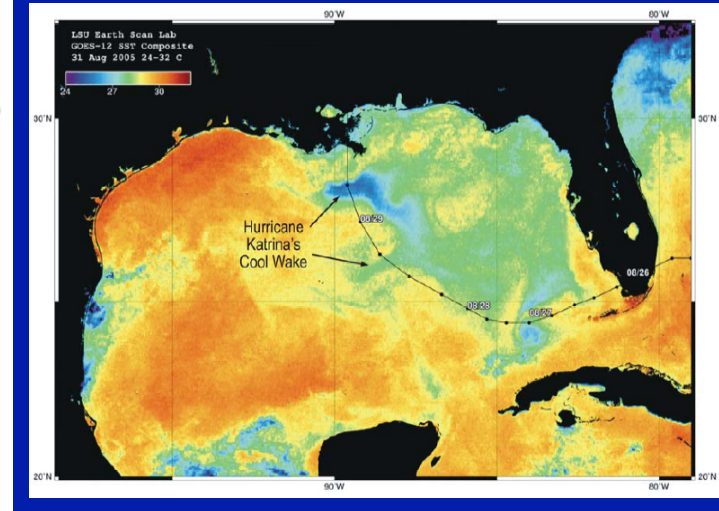 90°W
80°W
LSU Earth Scan Lab
GOES-12 SST Composite
31 Aug 2005 24-32 C
24 27 30
30°N
30°N
08/29
Hurricane
Katrina's
Cool Wake
08/26
08/28
08/27
20°N
20°N
90°W
80°W